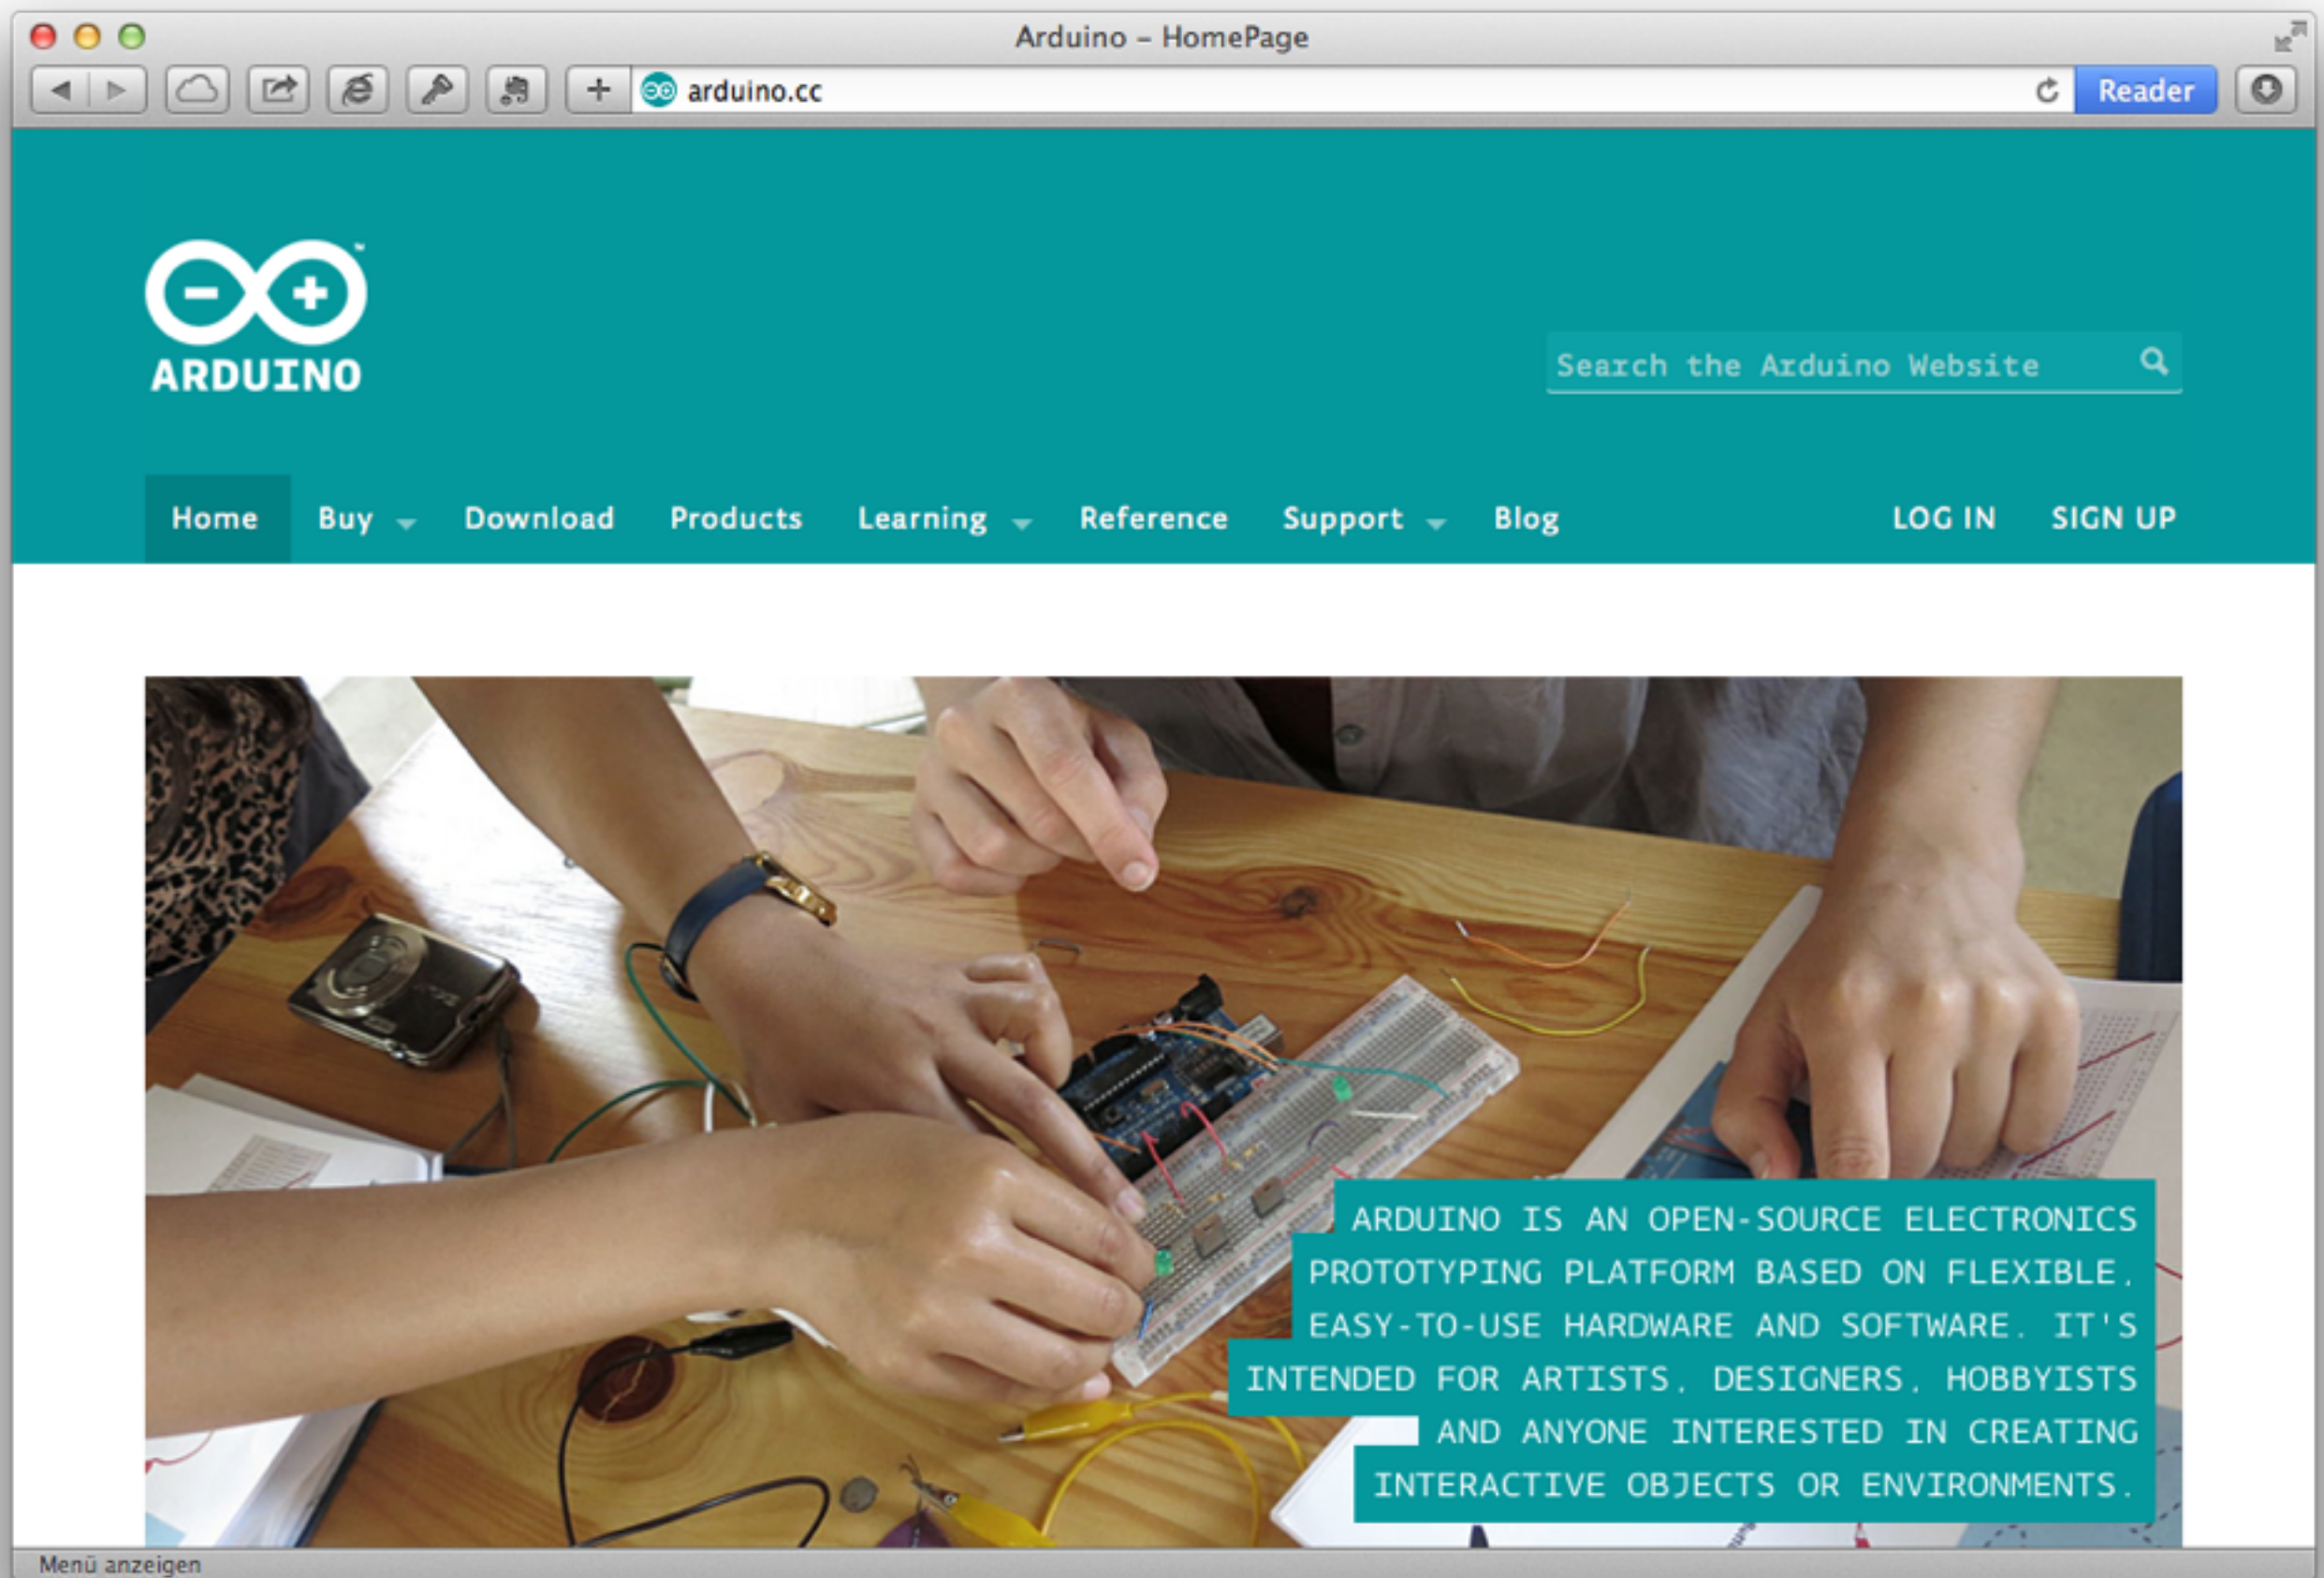 Arduino – HomePage
arduino.cc
Reader
ARDUINO
Search the Arduino Website
Home Buy Download Products Learning Reference Support Blog LOG IN SIGN UP
ARDUINO IS AN OPEN-SOURCE ELECTRONICS
PROTOTYPING PLATFORM BASED ON FLEXIBLE,
EASY-TO-USE HARDWARE AND SOFTWARE. IT'S
INTENDED FOR ARTISTS, DESIGNERS, HOBBYISTS
AND ANYONE INTERESTED IN CREATING
INTERACTIVE OBJECTS OR ENVIRONMENTS.
Menü anzeigen